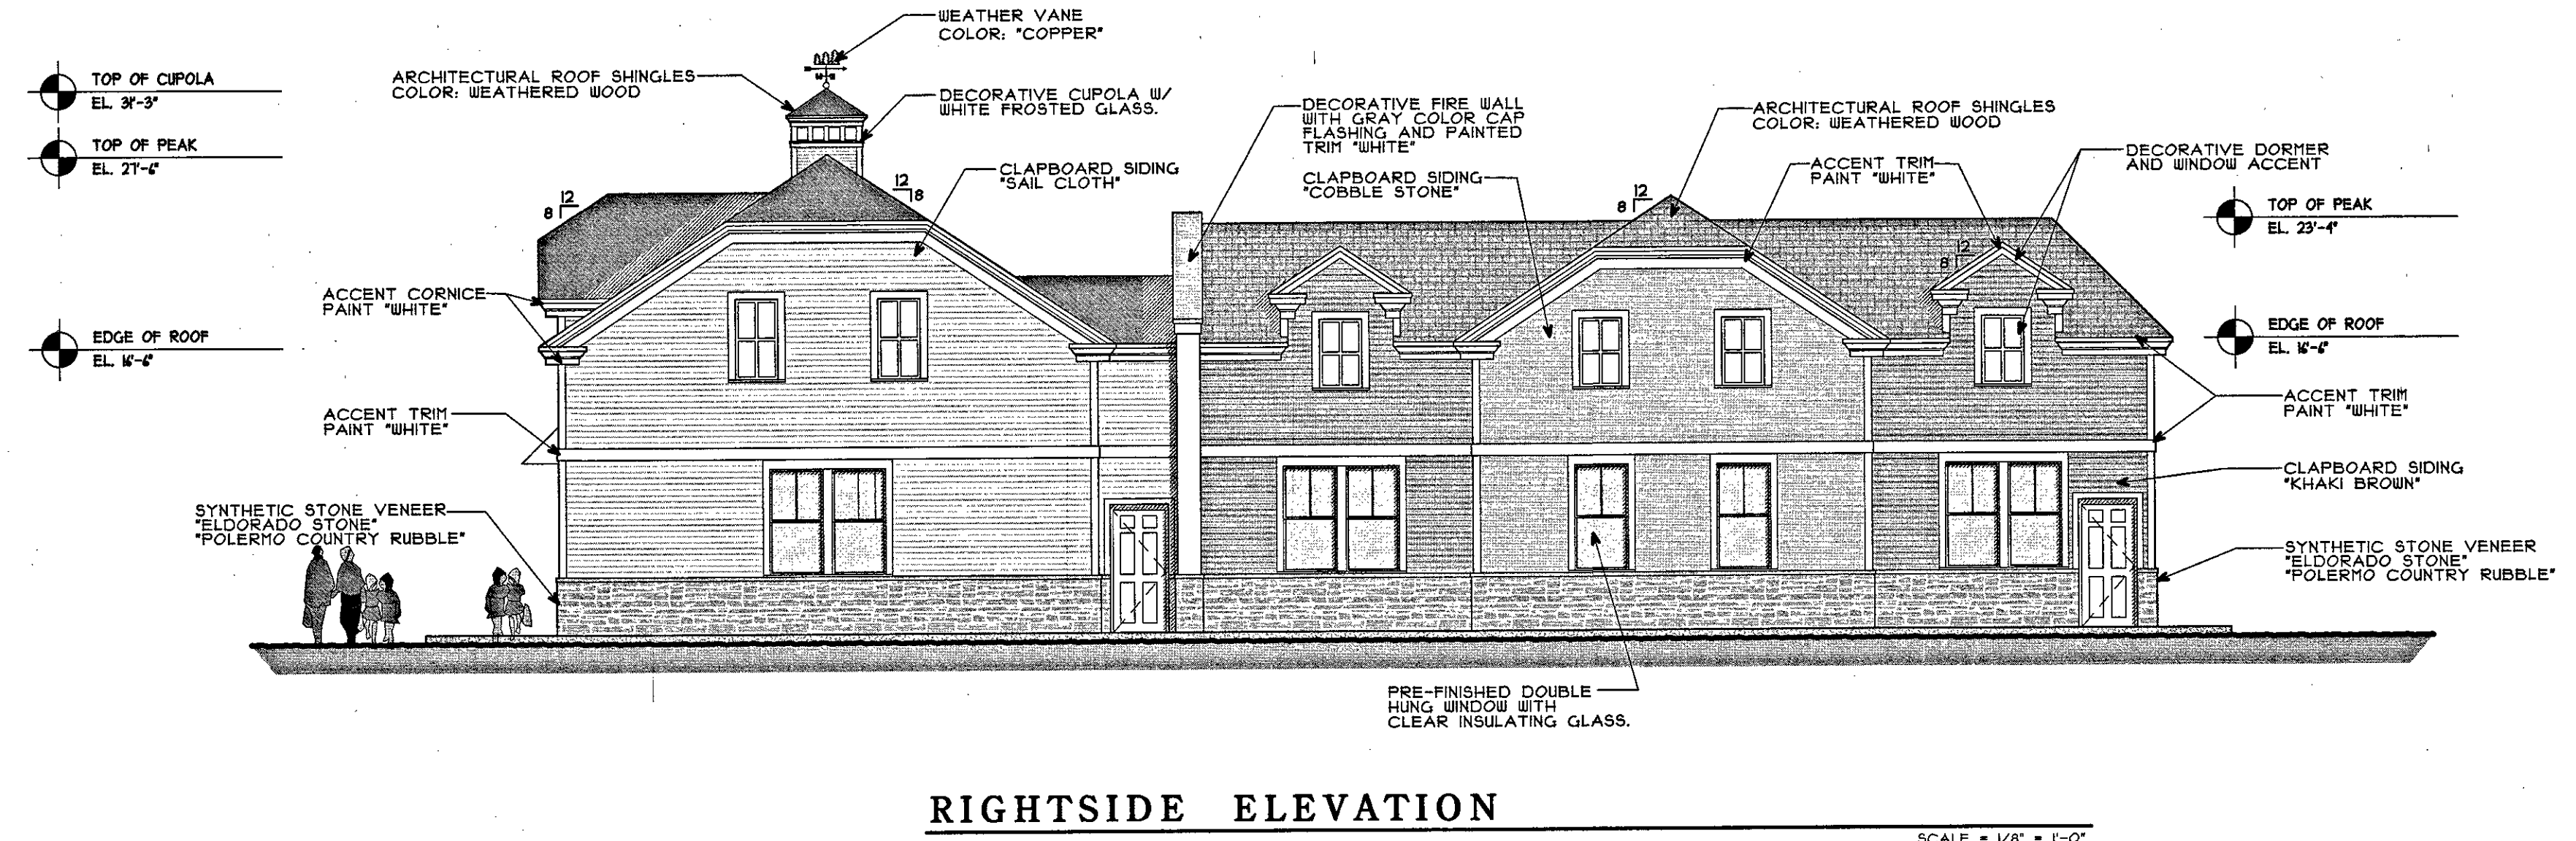 WEATHER VANE
COLOR: "COPPER"
TOP OF CUPOLA
EL. 31'-3"
ARCHITECTURAL ROOF SHINGLES
COLOR: WEATHERED WOOD
DECORATIVE CUPOLA W/
WHITE FROSTED GLASS.
DECORATIVE FIRE WALL
WITH GRAY COLOR CAP
FLASHING AND PAINTED
TRIM "WHITE"
ARCHITECTURAL ROOF SHINGLES
COLOR: WEATHERED WOOD
TOP OF PEAK
EL. 27'-6"
CLAPBOARD SIDING
"SAIL CLOTH"
CLAPBOARD SIDING
"COBBLE STONE"
ACCENT TRIM
PAINT "WHITE"
DECORATIVE DORMER
AND WINDOW ACCENT
12
8
12
8
12
8
12
8
TOP OF PEAK
EL. 23'-4"
ACCENT CORNICE
PAINT "WHITE"
EDGE OF ROOF
EL. 16'-6"
EDGE OF ROOF
EL. 16'-6"
ACCENT TRIM
PAINT "WHITE"
ACCENT TRIM
PAINT "WHITE"
CLAPBOARD SIDING
"KHAKI BROWN"
SYNTHETIC STONE VENEER
"ELDORADO STONE"
"POLERMO COUNTRY RUBBLE"
SYNTHETIC STONE VENEER
"ELDORADO STONE"
"POLERMO COUNTRY RUBBLE"
PRE-FINISHED DOUBLE
HUNG WINDOW WITH
CLEAR INSULATING GLASS.
RIGHTSIDE ELEVATION
SCALE = 1/8" = 1'-0"